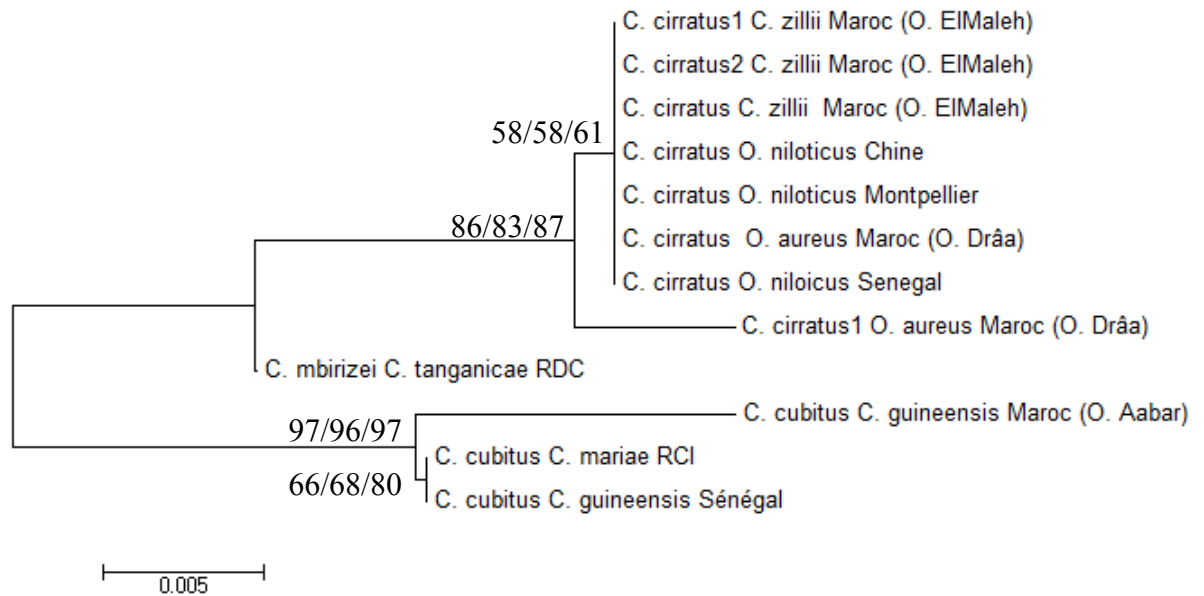 C. cirratus1 C. zillii Maroc (O. ElMaleh)
C. cirratus2 C. zillii Maroc (O. ElMaleh)
C. cirratus C. zillii Maroc (O. ElMaleh)
58/58/61
C. cirratus O. niloticus Chine
C. cirratus O. niloticus Montpellier
86/83/87
C. cirratus O. aureus Maroc (O. Drâa)
C. cirratus O. niloicus Senegal
C. cirratus1 O. aureus Maroc (O. Drâa)
C. mbirizei C. tanganicae RDC
C. cubitus C. guineensis Maroc (O. Aabar)
97/96/97
C. cubitus C. mariae RCI
66/68/80
C. cubitus C. guineensis Sénégal
0.005